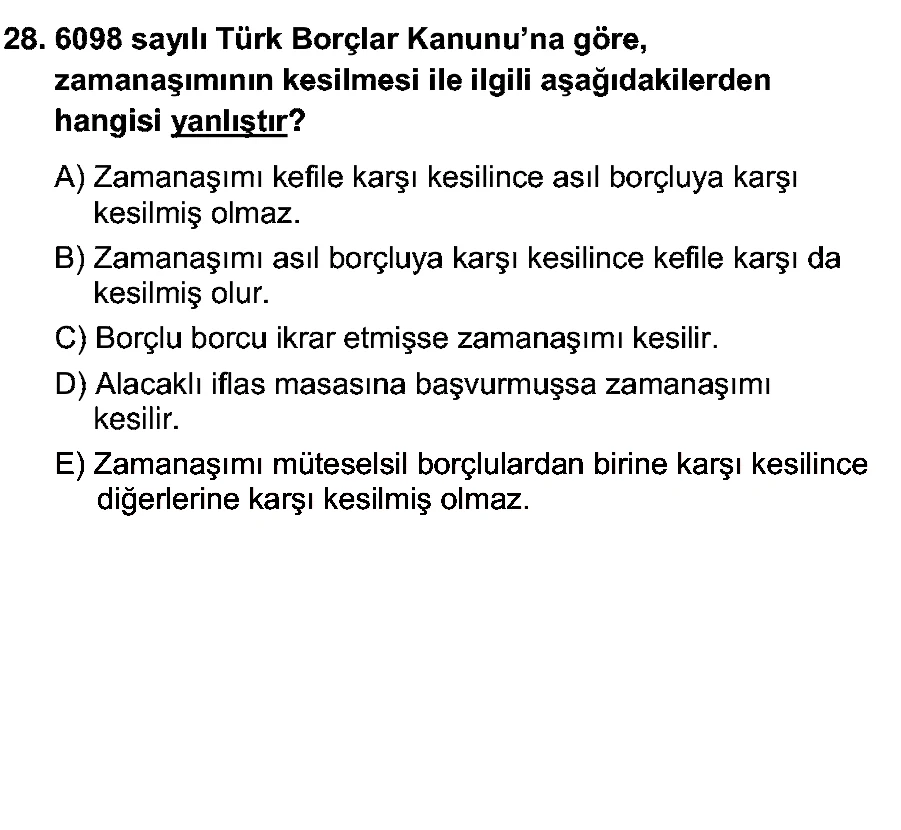 28. 6098 sayılı Türk Borçlar Kanunu’na göre,
zamanaşımının kesilmesi ile ilgili aşağıdakilerden
hangisi yanlıştır?
A) Zamanaşımı kefile karşı kesilince asıl borçluya karşı
kesilmiş olmaz.
B) Zamanaşımı asıl borçluya karşı kesilince kefile karşı da
kesilmiş olur.
C) Borçlu borcu ikrar etmişse zamanaşımı kesilir.
D) Alacaklı iflas masasına başvurmuşsa zamanaşımı
kesilir.
E) Zamanaşımı müteselsil borçlulardan birine karşı kesilince
diğerlerine karşı kesilmiş olmaz.